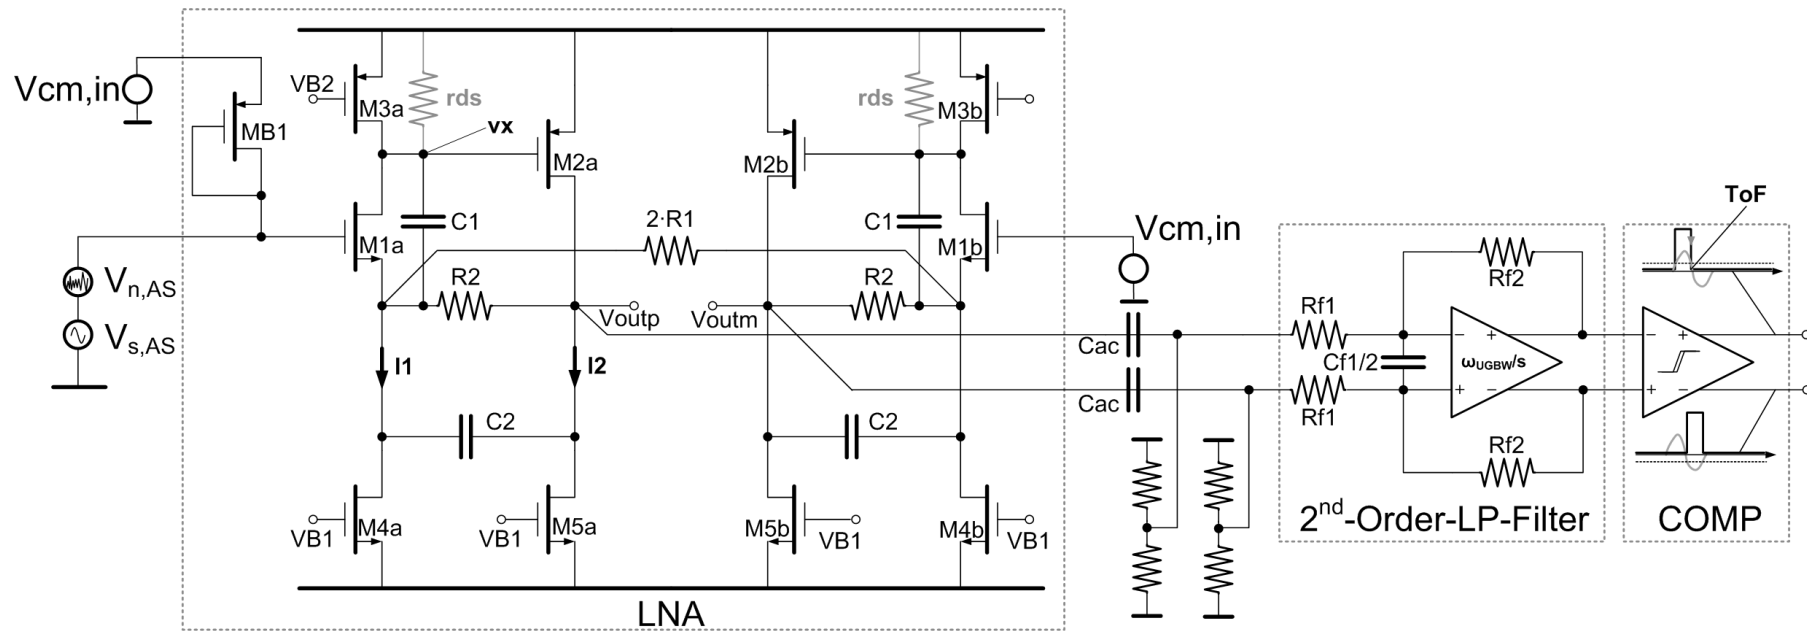 Vcm,in
MB1
Vn,AS
Vs,AS
VB2
M3a
rds
vx
M2a
M1a
C1
2·R1
R2
Voutp
I1
I2
C2
VB1
M4a
VB1
M5a
rds
M3b
M2b
C1
M1b
R2
Voutm
C2
M5b
VB1
M4b
VB1
LNA
Vcm,in
Cac
Cac
Rf1
Rf2
Cf1/2
- +
ωUGBW/s
+ -
Rf1
Rf2
2nd-Order-LP-Filter
ToF
- +
+ -
COMP